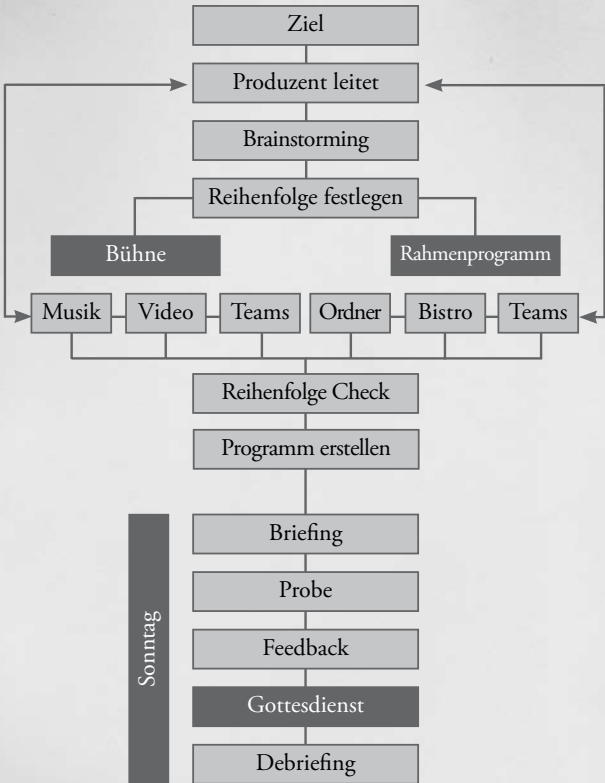 Ziel
Produzent leitet
Brainstorming
Reihenfolge festlegen
Bühne
Rahmenprogramm
Musik
Video
Teams
Ordner
Bistro
Teams
Reihenfolge Check
Programm erstellen
Sonntag
Briefing
Probe
Feedback
Gottesdienst
Debriefing